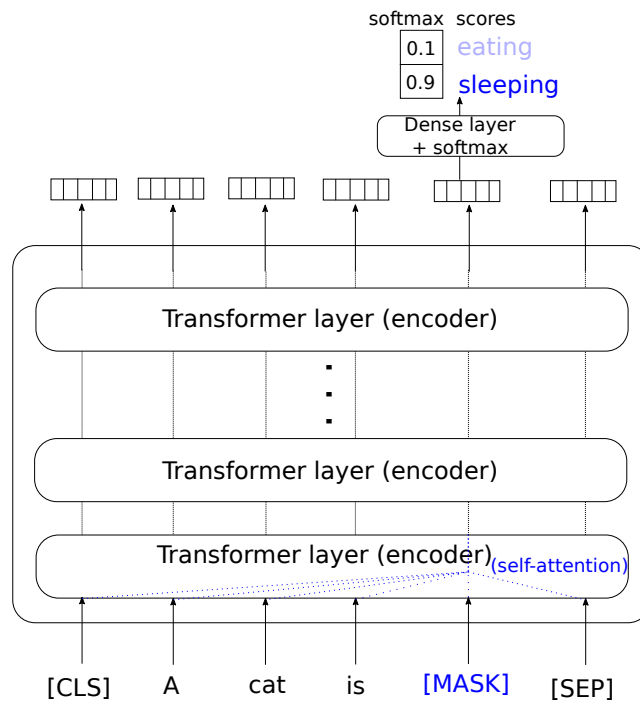 softmax scores
0.1 eating
0.9 sleeping
Dense layer
+ softmax
Transformer layer (encoder)
Transformer layer (encoder)
Transformer layer (encoder)
(self-attention)
[CLS] A cat is [MASK] [SEP]